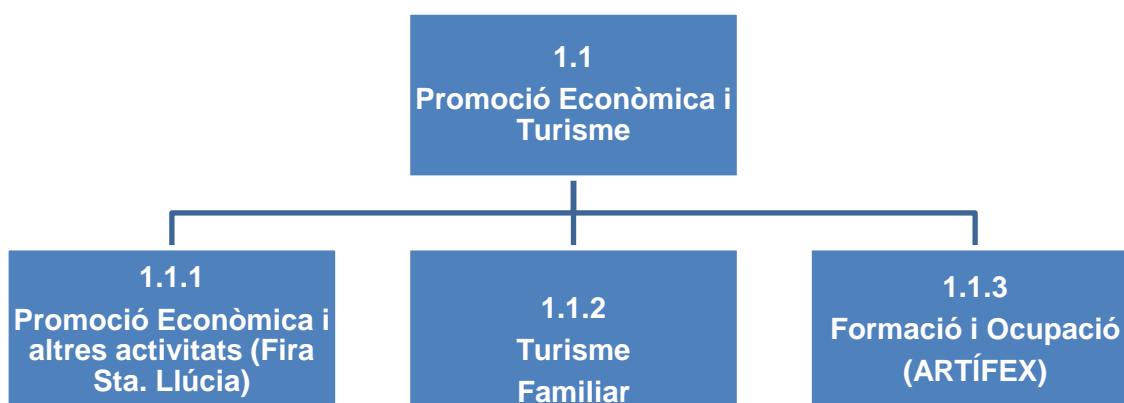 1.1
Promoció Econòmica i
Turisme
1.1.1
Promoció Econòmica i
altres activitats (Fira
Sta. Llúcia)
1.1.2
Turisme
Familiar
1.1.3
Formació i Ocupació
(ARTÍFEX)